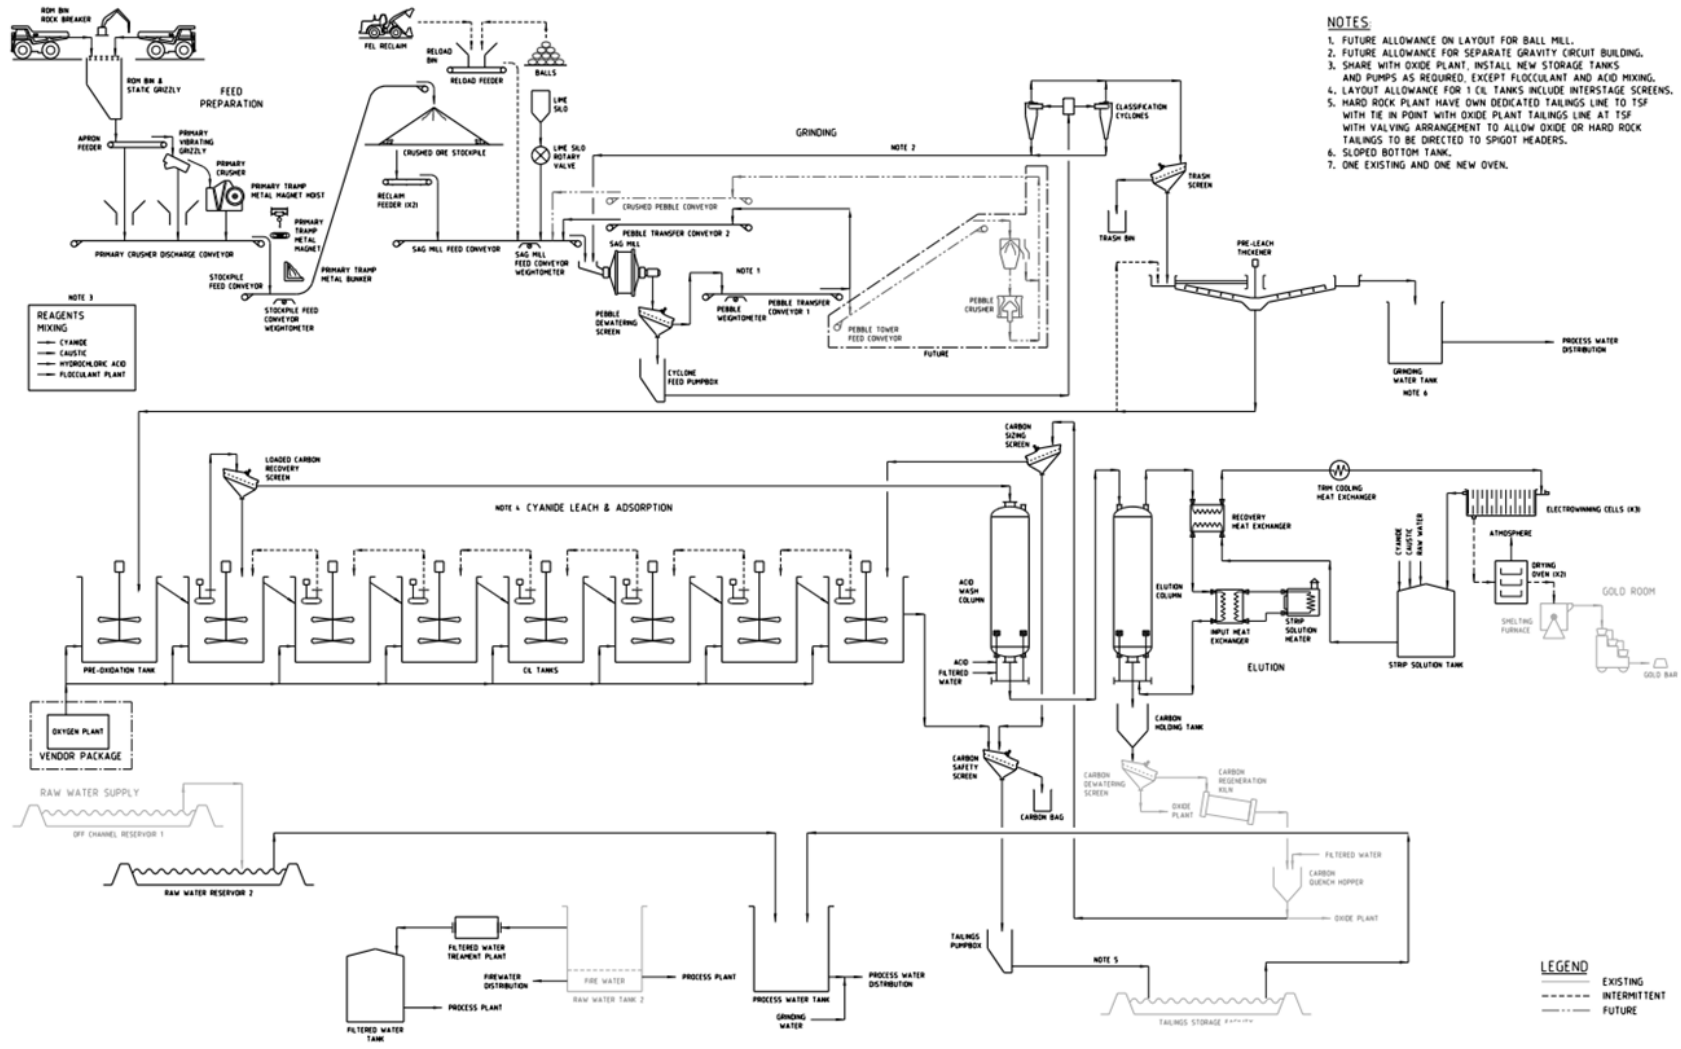 ROM BIN
ROCK BREAKER
ROM BIN &
STATIC GRIZZLY
FEED
PREPARATION
APRON
FEEDER
PRIMARY
VIBRATING
GRIZZLY
PRIMARY
CRUSHER
PRIMARY TRAMP
METAL MAGNET HOIST
PRIMARY
TRAMP
METAL
MAGNET
PRIMARY CRUSHER DISCHARGE CONVEYOR
STOCKPILE
FEED CONVEYOR
PRIMARY TRAMP
METAL BUNKER
STOCKPILE FEED
CONVEYOR
WEIGHTOMETER
NOTE 3
REAGENTS
MIXING
CYANIDE
CAUSTIC
HYDROCHLORIC ACID
FLOCCULANT PLANT
FEL RECLAIM
RELOAD
BIN
RELOAD FEEDER
BALLS
LIME
SILO
LIME SILO
ROTARY
VALVE
CRUSHED ORE STOCKPILE
RECLAIM
FEEDER (X2)
SAG MILL FEED CONVEYOR
SAG MILL
FEED CONVEYOR
WEIGHTOMETER
GRINDING
NOTE 2
CRUSHED PEBBLE CONVEYOR
PEBBLE TRANSFER CONVEYOR 2
SAG MILL
NOTE 1
PEBBLE
DEWATERING
SCREEN
PEBBLE
WEIGHTOMETER
PEBBLE TRANSFER
CONVEYOR 1
CYCLONE
FEED PUMPBOX
PEBBLE
CRUSHER
PEBBLE TOWER
FEED CONVEYOR
FUTURE
CLASSIFICATION
CYCLONES
TRASH
SCREEN
TRASH BIN
PRE-LEACH
THICKENER
GRINDING
WATER TANK
NOTE 6
PROCESS WATER
DISTRIBUTION
NOTES:
1. FUTURE ALLOWANCE ON LAYOUT FOR BALL MILL.
2. FUTURE ALLOWANCE FOR SEPARATE GRAVITY CIRCUIT BUILDING.
3. SHARE WITH OXIDE PLANT, INSTALL NEW STORAGE TANKS
AND PUMPS AS REQUIRED, EXCEPT FLOCCULANT AND ACID MIXING.
4. LAYOUT ALLOWANCE FOR 1 CIL TANKS INCLUDE INTERSTAGE SCREENS.
5. HARD ROCK PLANT HAVE OWN DEDICATED TAILINGS LINE TO TSF
WITH TIE IN POINT WITH OXIDE PLANT TAILINGS LINE AT TSF
WITH VALVING ARRANGEMENT TO ALLOW OXIDE OR HARD ROCK
TAILINGS TO BE DIRECTED TO SPIGOT HEADERS.
6. SLOPED BOTTOM TANK.
7. ONE EXISTING AND ONE NEW OVEN.
LOADED CARBON
RECOVERY
SCREEN
NOTE 4 CYANIDE LEACH & ADSORPTION
PRE-OXIDATION TANK
CIL TANKS
OXYGEN PLANT
VENDOR PACKAGE
CARBON
SIZING
SCREEN
ACID
WASH
COLUMN
ACID
FILTERED
WATER
ELUTION
COLUMN
RECOVERY
HEAT EXCHANGER
INPUT HEAT
EXCHANGER
STRIP
SOLUTION
HEATER
ELUTION
TRIM COOLING
HEAT EXCHANGER
CYANIDE
CAUSTIC
RAW WATER
STRIP SOLUTION TANK
ELECTROWINNING CELLS (X3)
ATMOSPHERE
DRYING
OVEN (X2)
SMELTING
FURNACE
GOLD ROOM
GOLD BAR
CARBON
HOLDING TANK
CARBON
SAFETY
SCREEN
CARBON BAG
CARBON
DEWATERING
SCREEN
OXIDE
PLANT
CARBON
REGENERATION
KILN
FILTERED WATER
CARBON
QUENCH HOPPER
OXIDE PLANT
RAW WATER SUPPLY
OFF CHANNEL RESERVOIR 1
RAW WATER RESERVOIR 2
FILTERED WATER
TREAMENT PLANT
FILTERED WATER
TANK
PROCESS PLANT
FIREWATER
DISTRIBUTION
FIRE WATER
RAW WATER TANK 2
PROCESS PLANT
PROCESS WATER TANK
PROCESS WATER
DISTRIBUTION
GRINDING
WATER
TAILINGS
PUMPBOX
NOTE 5
TAILINGS STORAGE
LEGEND
EXISTING
INTERMITTENT
FUTURE